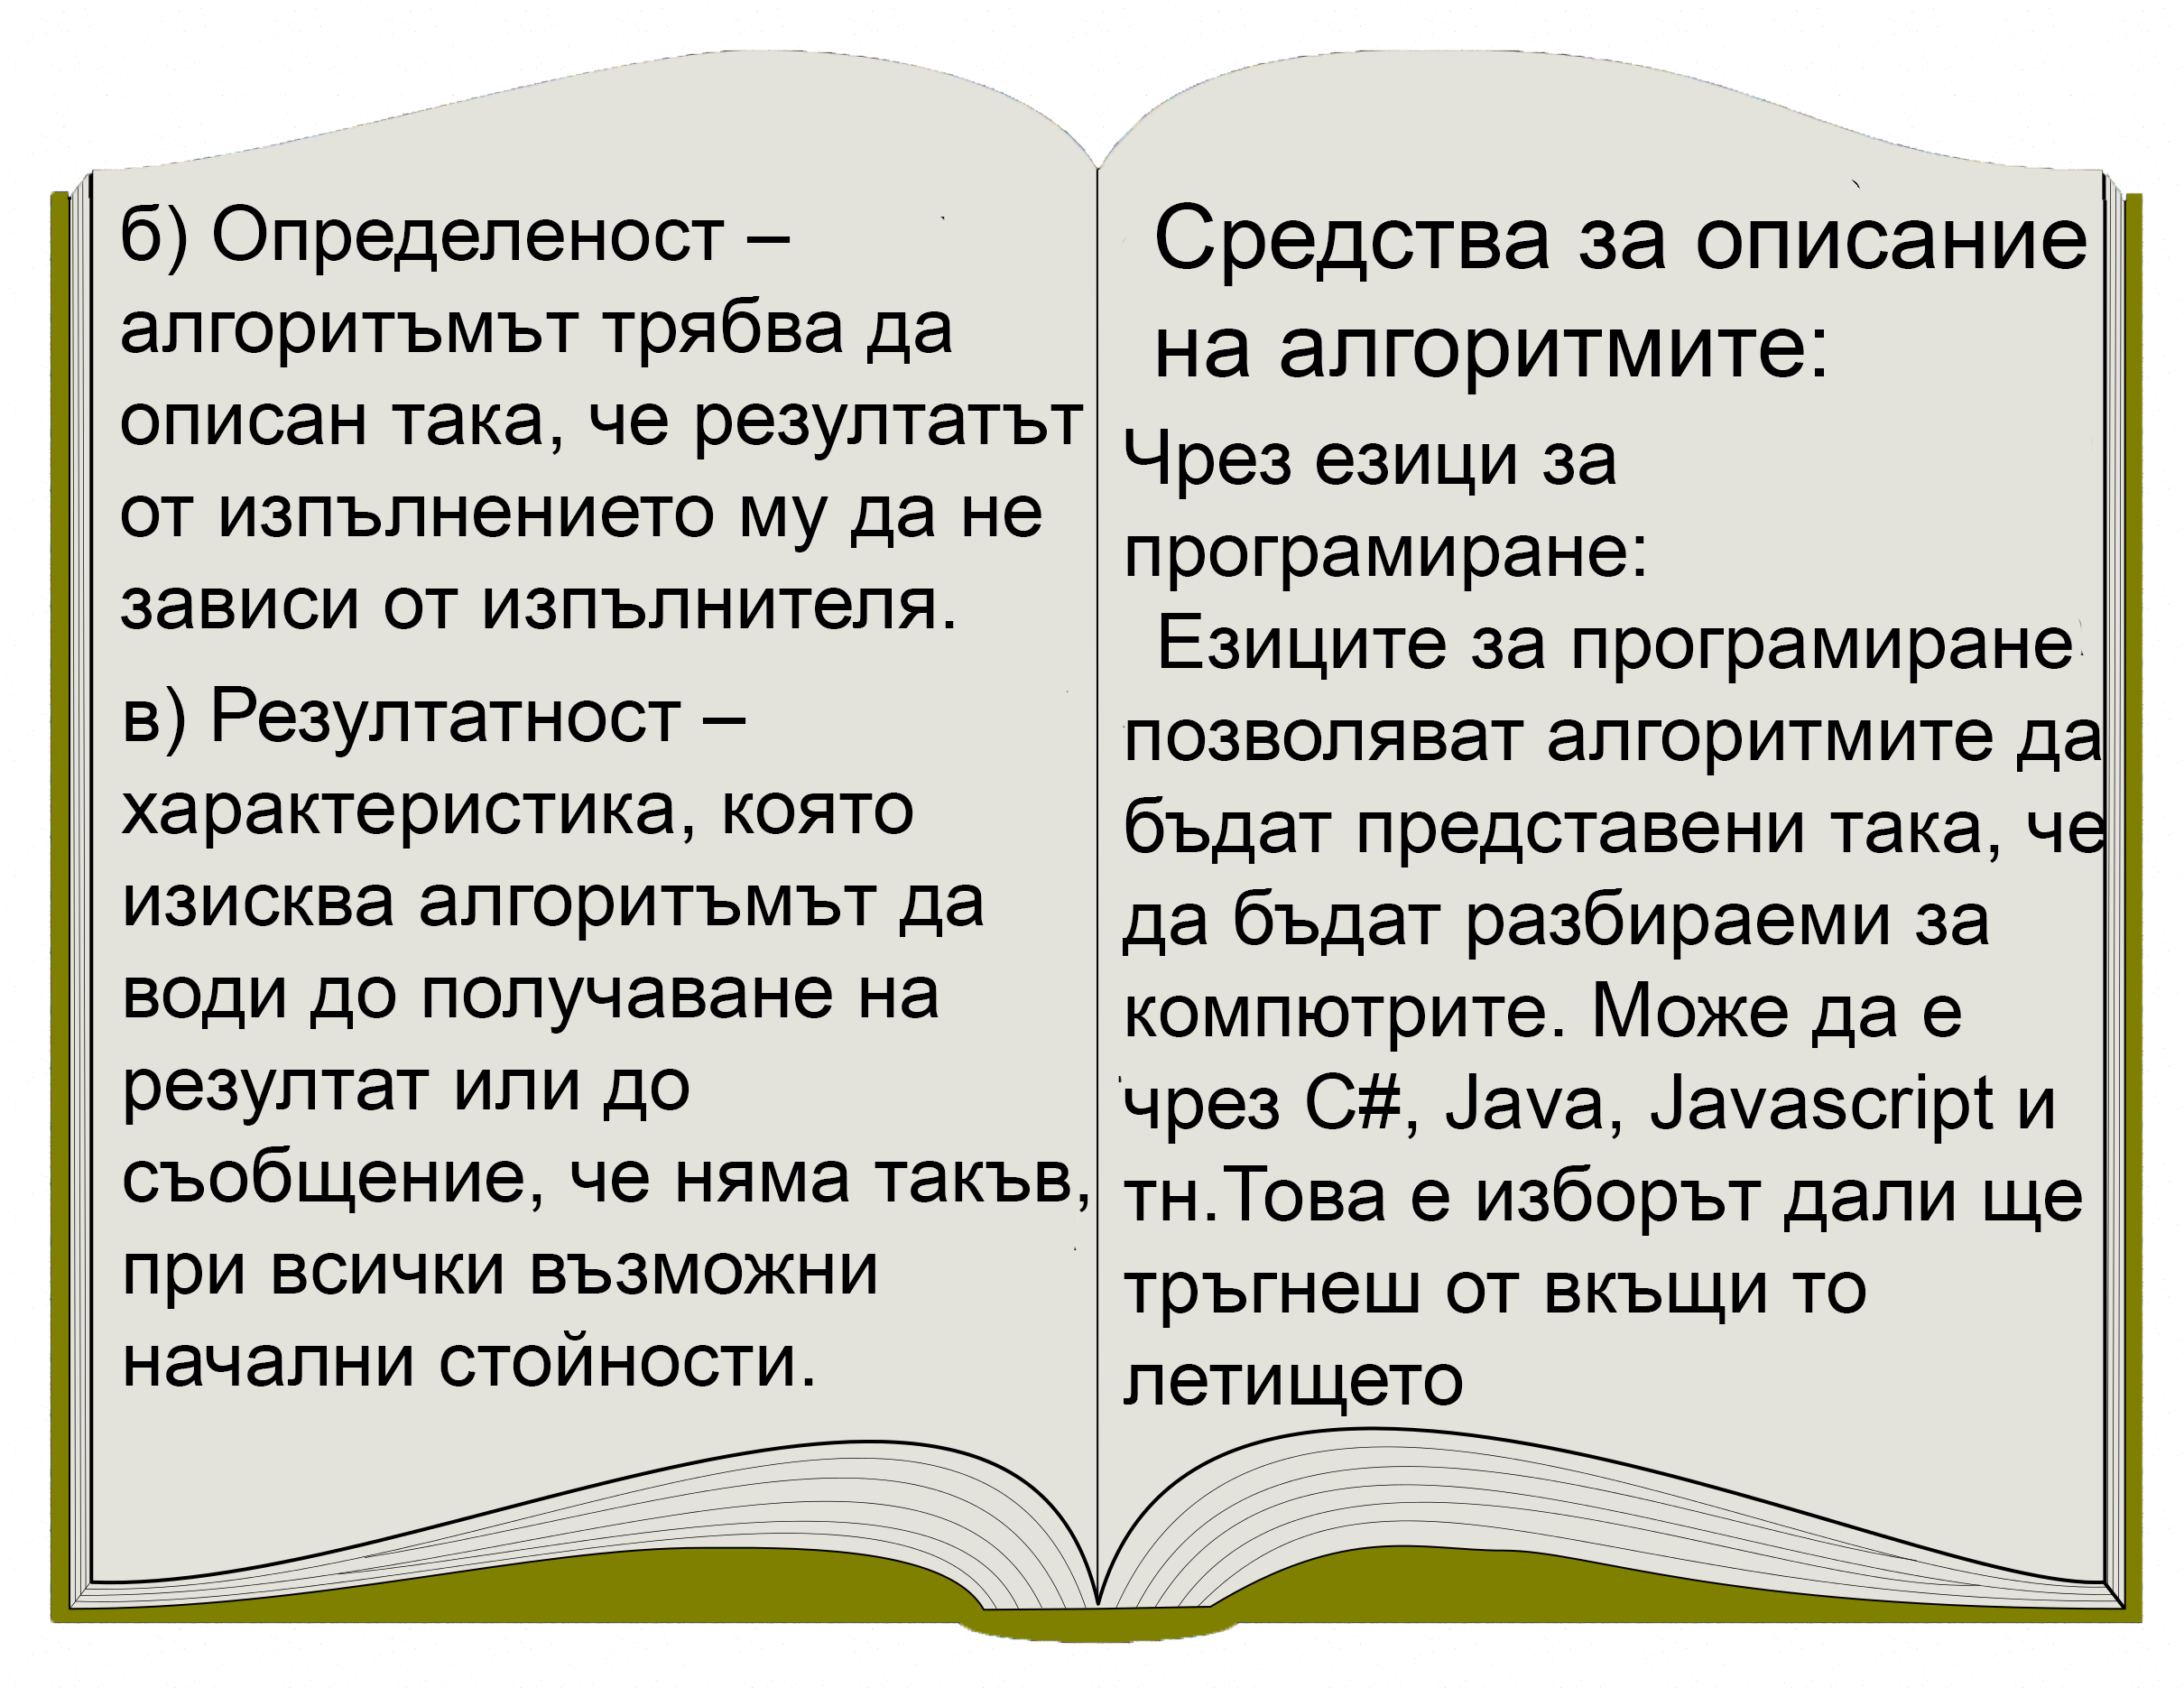 б) Определеност –
алгоритъмът трябва да
описан така, че резултатът
от изпълнението му да не
зависи от изпълнителя.
в) Резултатност –
характеристика, която
изисква алгоритъмът да
води до получаване на
резултат или до
съобщение, че няма такъв,
при всички възможни
начални стойности.
Средства за описание
на алгоритмите:
Чрез езици за
програмиране:
Езиците за програмиране
позволяват алгоритмите да
бъдат представени така, че
да бъдат разбираеми за
компютрите. Може да е
чрез C#, Java, Javascript и
тн.Това е изборът дали ще
тръгнеш от вкъщи то
летището